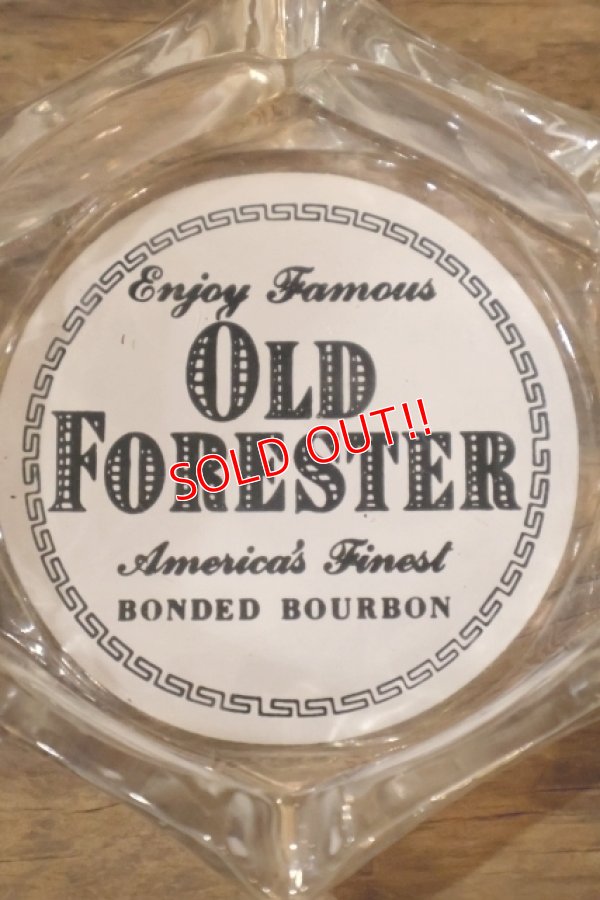 Enjoy Famous
OLD
FORESTER
SOLD OUT!!
America's Finest
BONDED BOURBON